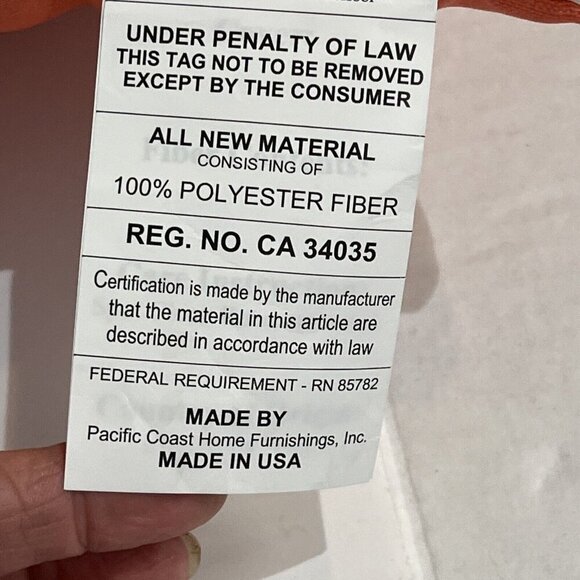 UNDER PENALTY OF LAW
THIS TAG NOT TO BE REMOVED
EXCEPT BY THE CONSUMER
ALL NEW MATERIAL
CONSISTING OF
100% POLYESTER FIBER
REG. NO. CA 34035
Certification is made by the manufacturer
that the material in this article are
described in accordance with law
FEDERAL REQUIREMENT - RN 85782
MADE BY
Pacific Coast Home Furnishings, Inc.
MADE IN USA